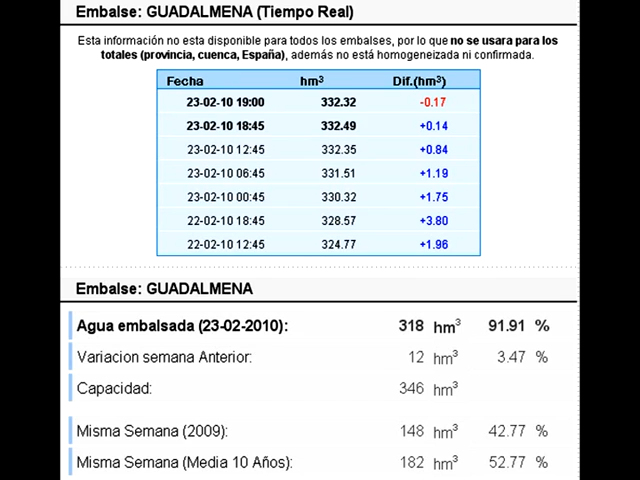 Embalse: GUADALMENA (Tiempo Real)
Esta información no esta disponible para todos los embalses, por lo que no se usara para los
totales (provincia, cuenca, España), además no está homogeneizada ni confirmada.
Fecha hm³ Dif.(hm³)
23-02-10 19:00 332.32 -0.17
23-02-10 18:45 332.49 +0.14
23-02-10 12:45 332.35 +0.84
23-02-10 06:45 331.51 +1.19
23-02-10 00:45 330.32 +1.75
22-02-10 18:45 328.57 +3.80
22-02-10 12:45 324.77 +1.96
Embalse: GUADALMENA
Agua embalsada (23-02-2010): 318 hm³ 91.91 %
Variacion semana Anterior: 12 hm³ 3.47 %
Capacidad: 346 hm³
Misma Semana (2009): 148 hm³ 42.77 %
Misma Semana (Media 10 Años): 182 hm³ 52.77 %